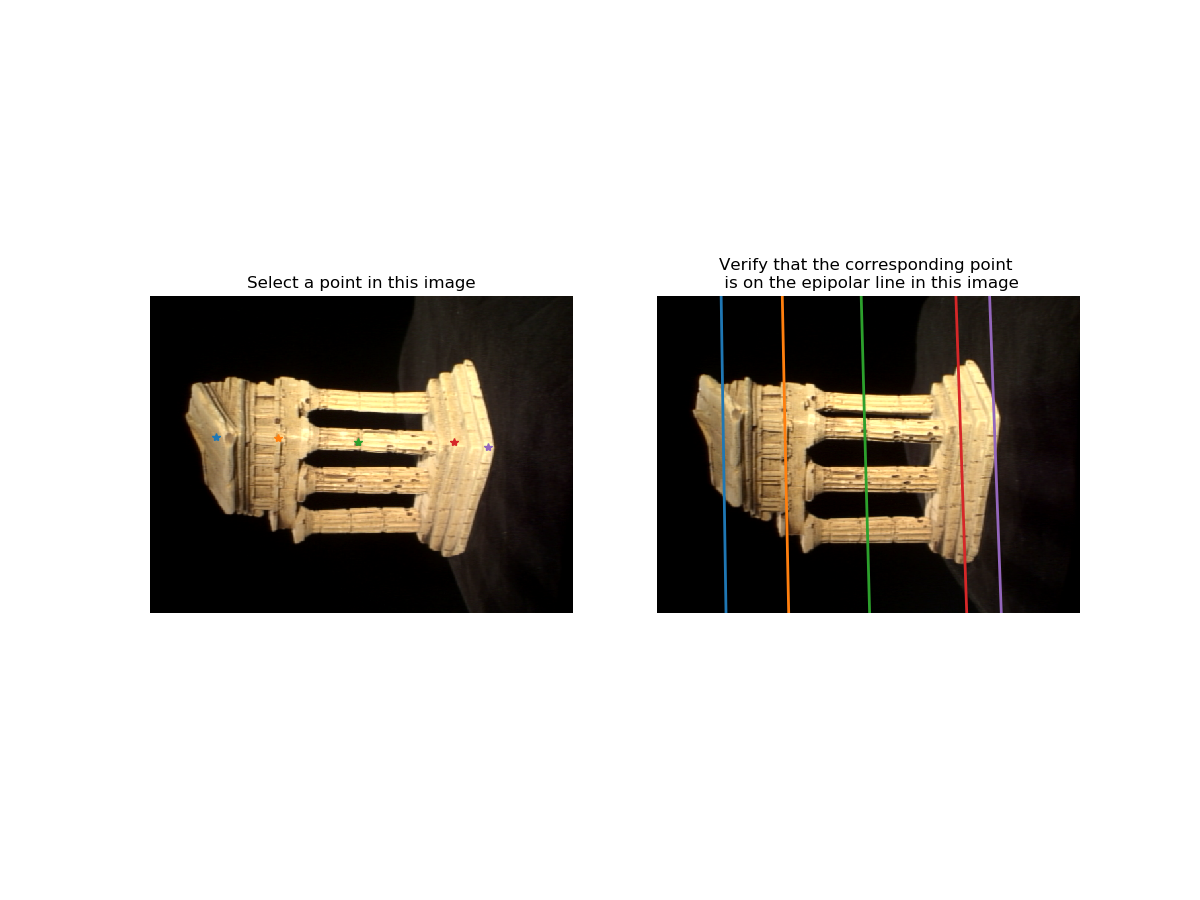 Select a point in this image
Verify that the corresponding point
is on the epipolar line in this image